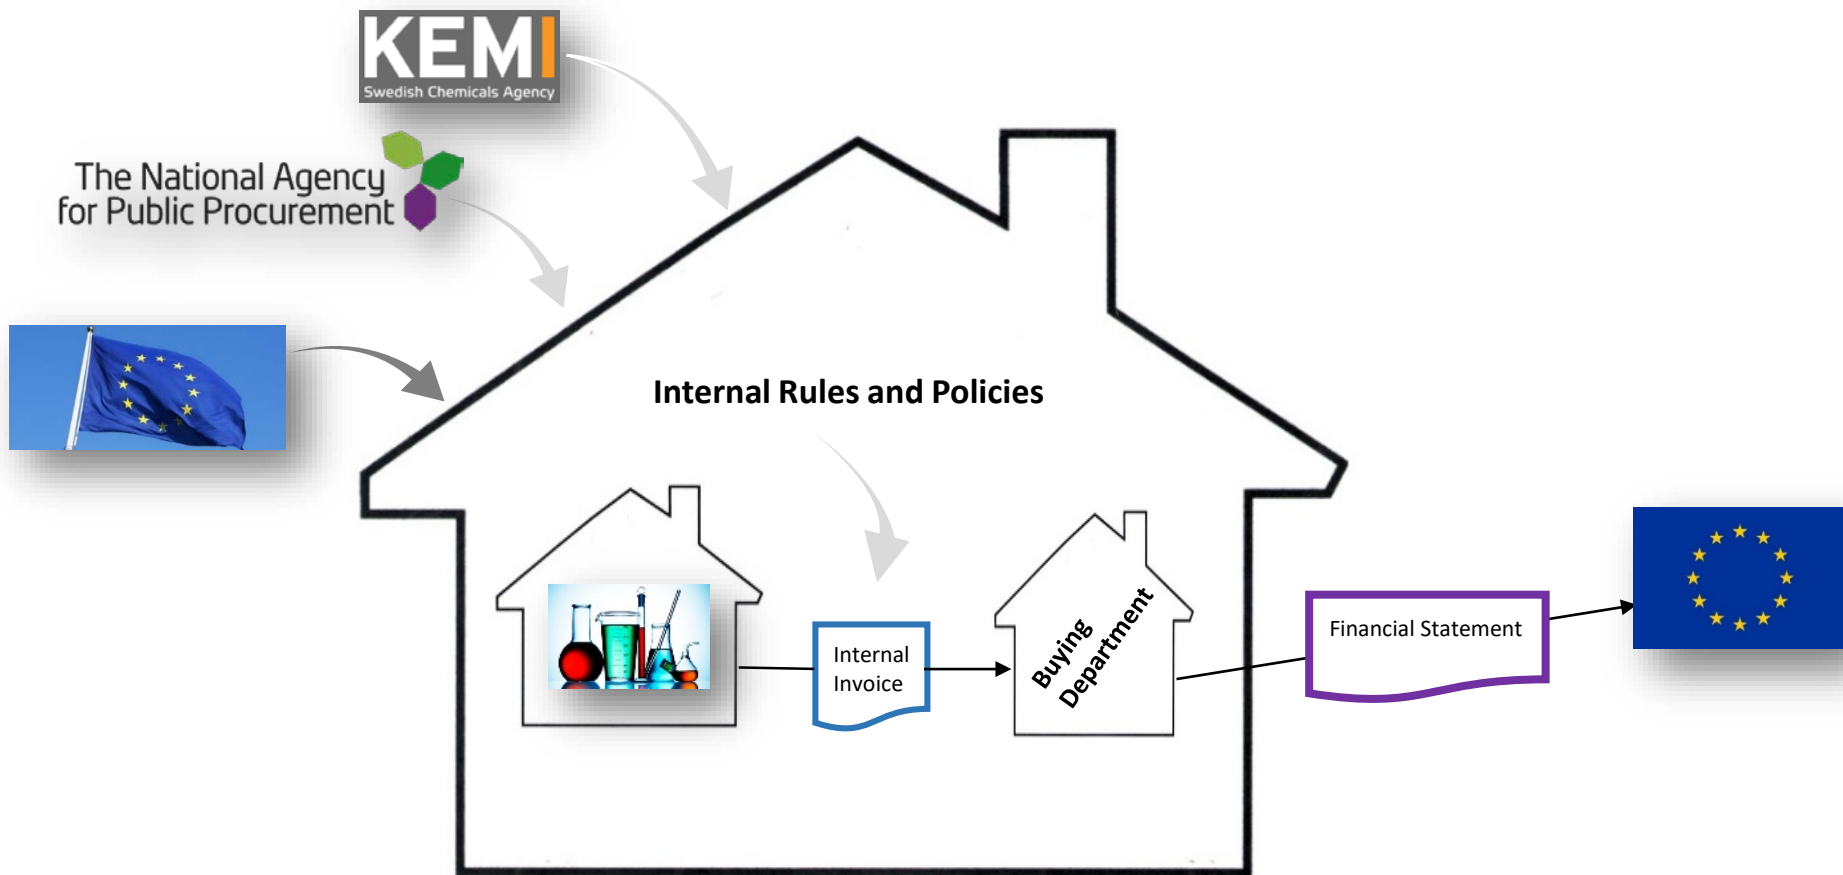 KEMI
Swedish Chemicals Agency
The National Agency
for Public Procurement
Internal Rules and Policies
Internal
Invoice
Buying
Department
Financial Statement